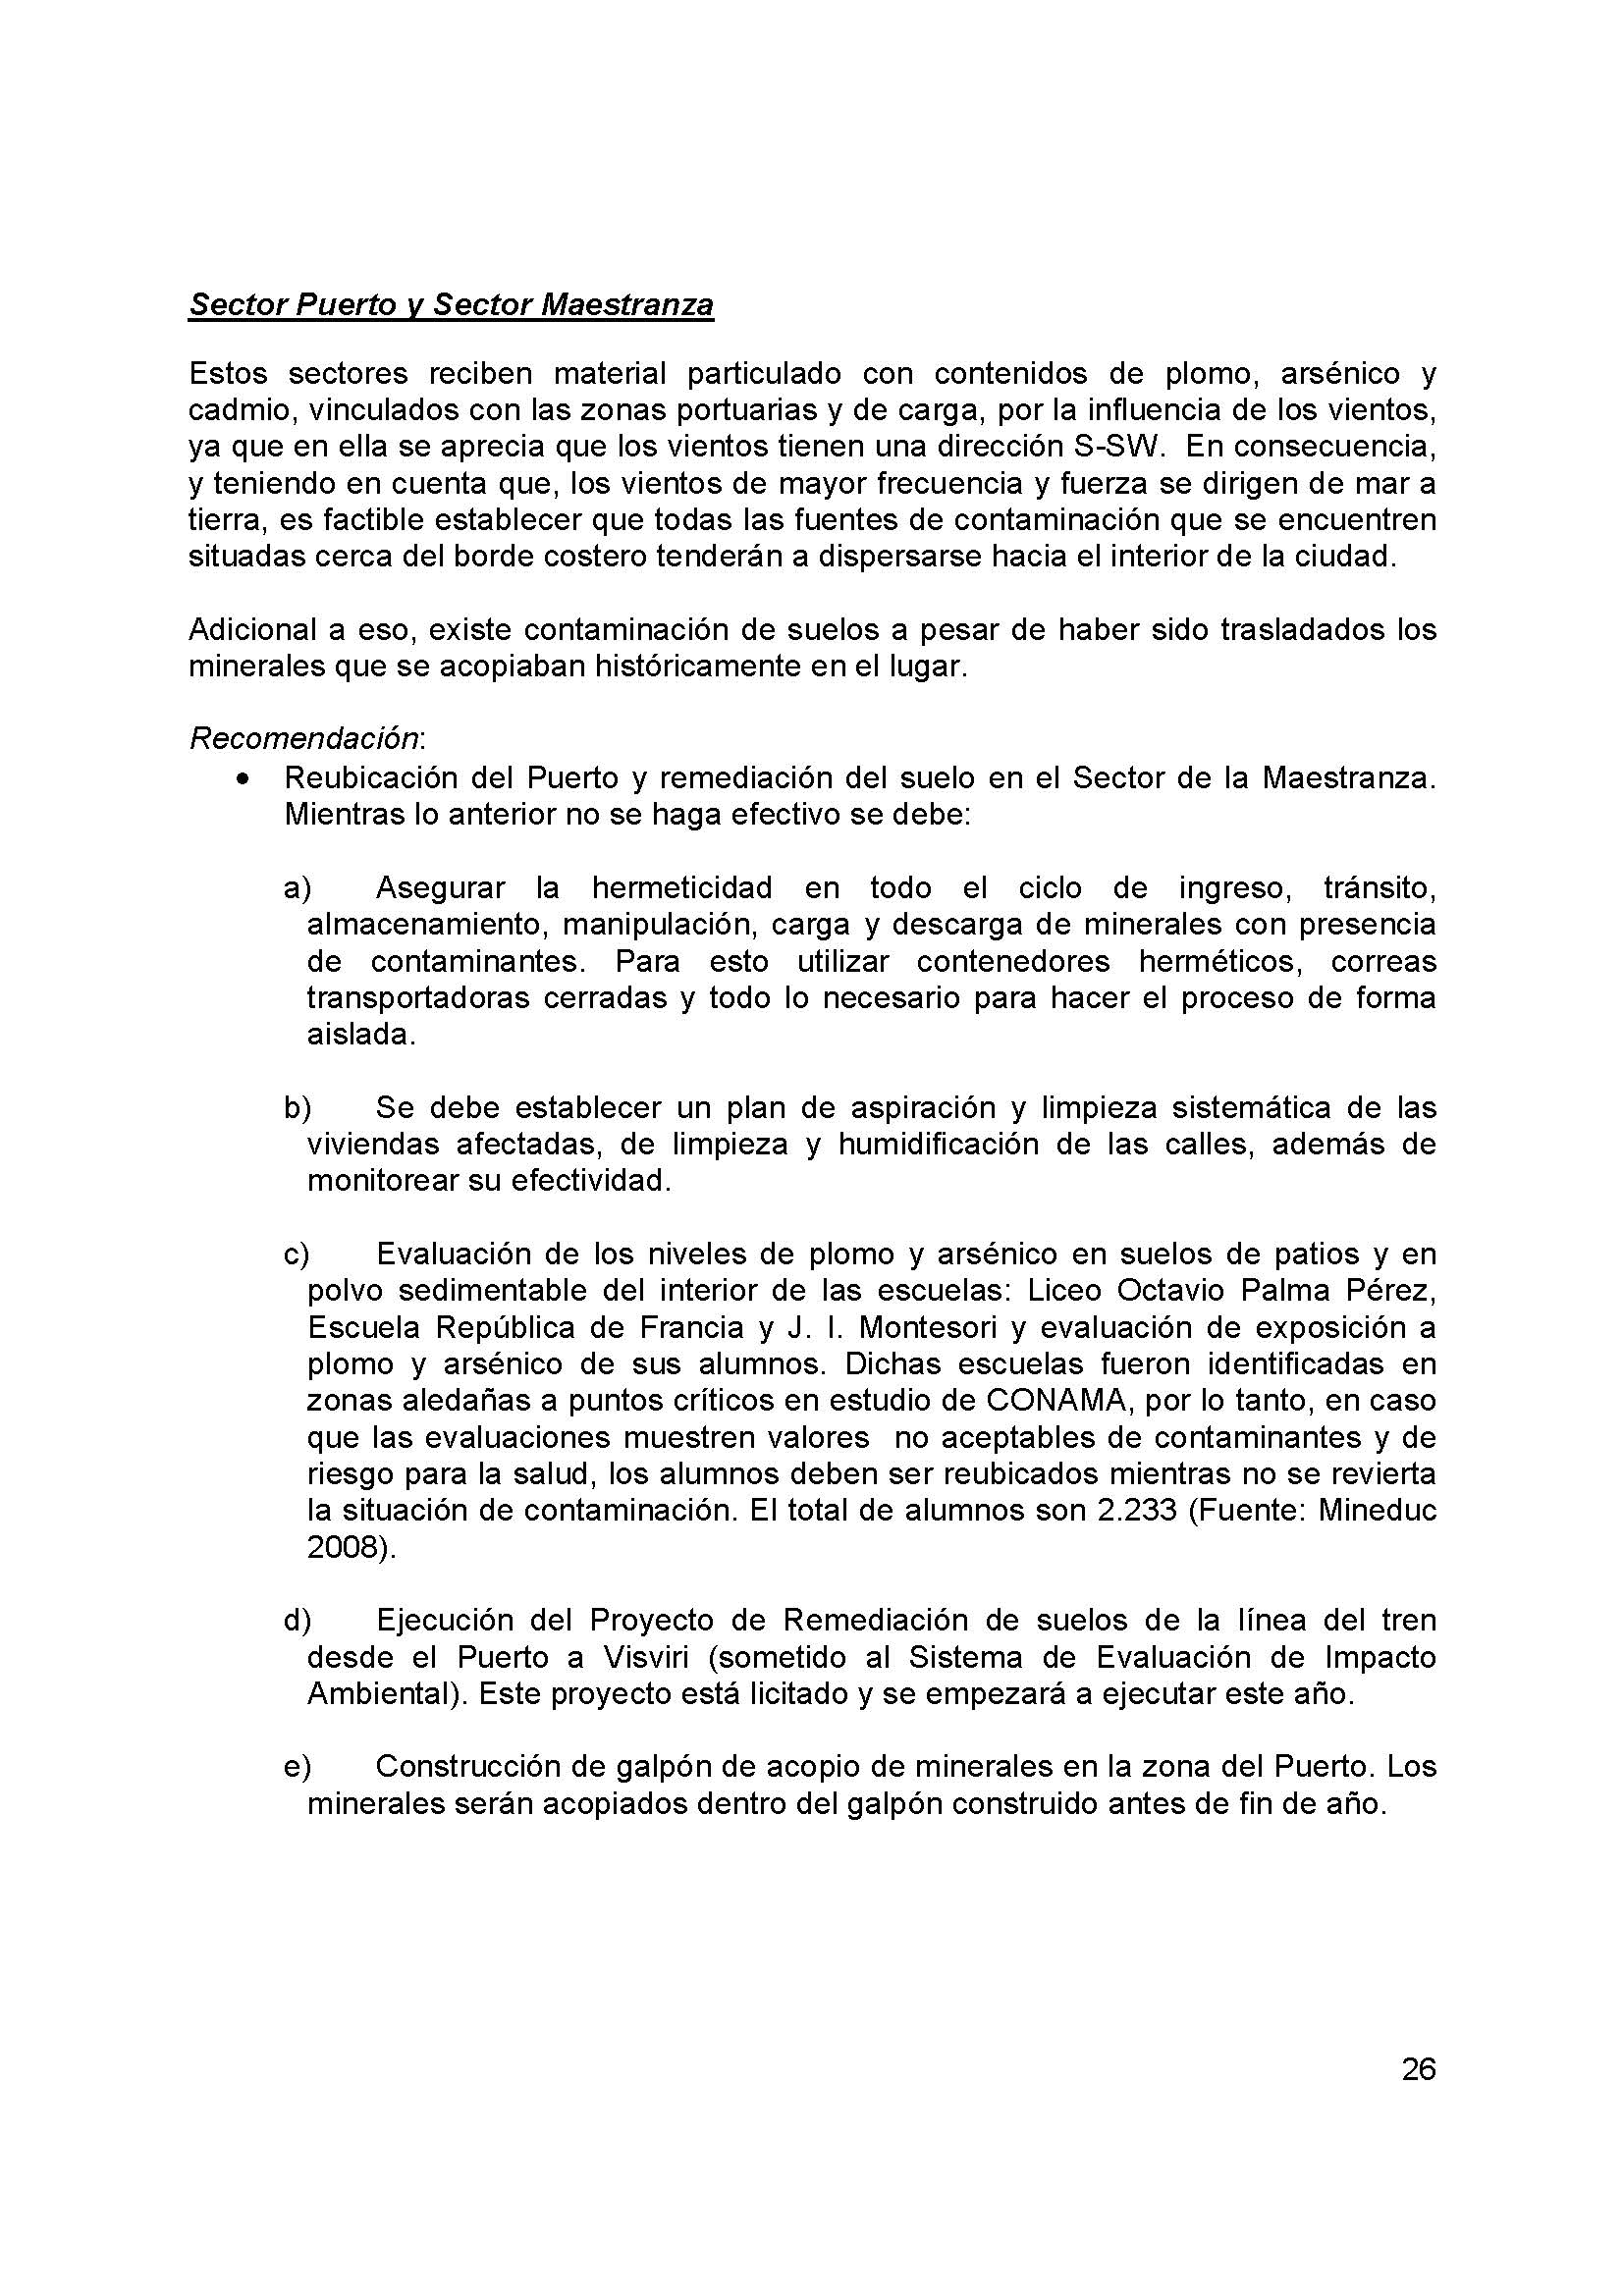 Sector Puerto y Sector Maestranza
Estos sectores reciben material particulado con contenidos de plomo, arsénico y
cadmio, vinculados con las zonas portuarias y de carga, por la influencia de los vientos,
ya que en ella se aprecia que los vientos tienen una dirección S-SW.  En consecuencia,
y teniendo en cuenta que, los vientos de mayor frecuencia y fuerza se dirigen de mar a
tierra, es factible establecer que todas las fuentes de contaminación que se encuentren
situadas cerca del borde costero tenderán a dispersarse hacia el interior de la ciudad.
Adicional a eso, existe contaminación de suelos a pesar de haber sido trasladados los
minerales que se acopiaban históricamente en el lugar.
Recomendación:
• Reubicación del Puerto y remediación del suelo en el Sector de la Maestranza.
Mientras lo anterior no se haga efectivo se debe:
a) Asegurar la hermeticidad en todo el ciclo de ingreso, tránsito,
almacenamiento, manipulación, carga y descarga de minerales con presencia
de contaminantes. Para esto utilizar contenedores herméticos, correas
transportadoras cerradas y todo lo necesario para hacer el proceso de forma
aislada.
b) Se debe establecer un plan de aspiración y limpieza sistemática de las
viviendas afectadas, de limpieza y humidificación de las calles, además de
monitorear su efectividad.
c) Evaluación de los niveles de plomo y arsénico en suelos de patios y en
polvo sedimentable del interior de las escuelas: Liceo Octavio Palma Pérez,
Escuela República de Francia y J. I. Montesori y evaluación de exposición a
plomo y arsénico de sus alumnos. Dichas escuelas fueron identificadas en
zonas aledañas a puntos críticos en estudio de CONAMA, por lo tanto, en caso
que las evaluaciones muestren valores  no aceptables de contaminantes y de
riesgo para la salud, los alumnos deben ser reubicados mientras no se revierta
la situación de contaminación. El total de alumnos son 2.233 (Fuente: Mineduc
2008).
d) Ejecución del Proyecto de Remediación de suelos de la línea del tren
desde el Puerto a Visviri (sometido al Sistema de Evaluación de Impacto
Ambiental). Este proyecto está licitado y se empezará a ejecutar este año.
e) Construcción de galpón de acopio de minerales en la zona del Puerto. Los
minerales serán acopiados dentro del galpón construido antes de fin de año.
26